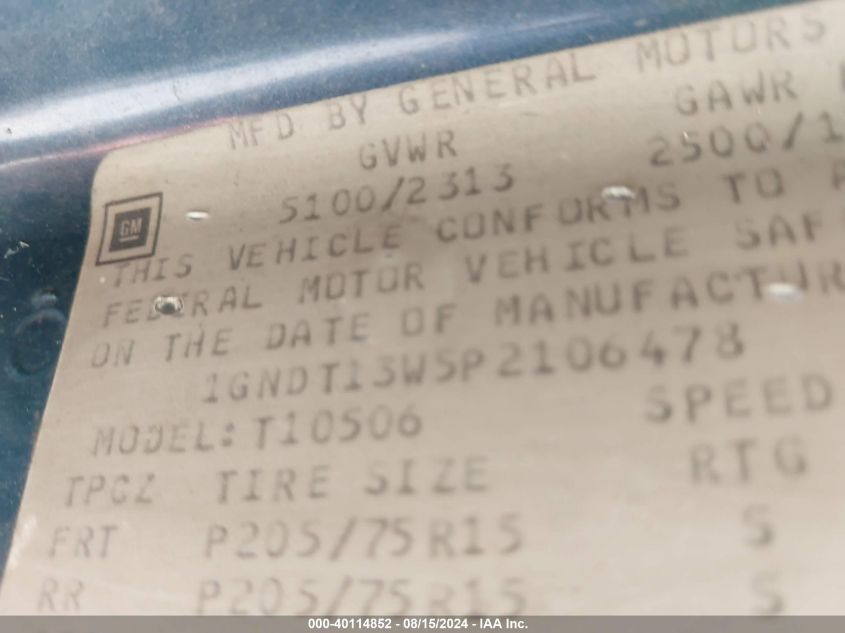 MFD BY GENERAL MOTORS
GVWR GAWR
5100/2313 2500/1
GM
THIS VEHICLE CONFORMS TO
FEDERAL MOTOR VEHICLE SAF
ON THE DATE OF MANUFACTUR
1GNDT13W5P2106478
MODEL: T10506 SPEED
TPCZ TIRE SIZE RTG
FRT P205/75R15 S
RR P205/75R15 S
000-40114852 - 08/15/2024 - IAA Inc.